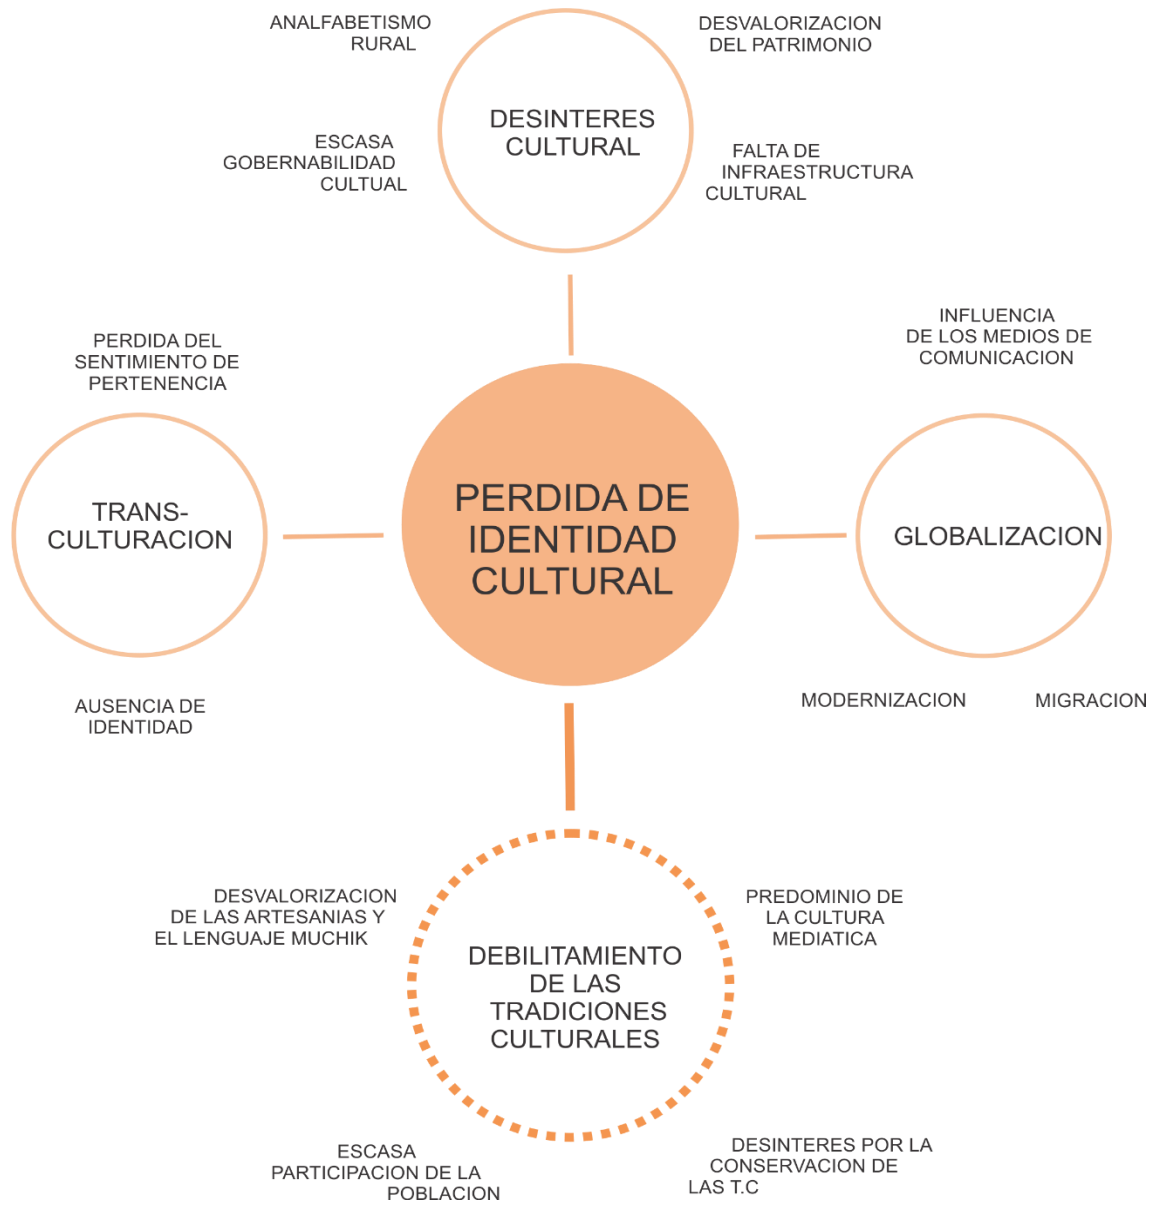 ANALFABETISMO
RURAL
DESVALORIZACION
DEL PATRIMONIO
DESINTERES
CULTURAL
ESCASA
GOBERNABILIDAD
CULTUAL
FALTA DE
INFRAESTRUCTURA
CULTURAL
PERDIDA DEL
SENTIMIENTO DE
PERTENENCIA
INFLUENCIA
DE LOS MEDIOS DE
COMUNICACION
TRANS-
CULTURACION
PERDIDA DE
IDENTIDAD
CULTURAL
GLOBALIZACION
AUSENCIA DE
IDENTIDAD
MODERNIZACION
MIGRACION
DESVALORIZACION
DE LAS ARTESANIAS Y
EL LENGUAJE MUCHIK
PREDOMINIO DE
LA CULTURA
MEDIATICA
DEBILITAMIENTO
DE LAS
TRADICIONES
CULTURALES
ESCASA
PARTICIPACION DE LA
POBLACION
DESINTERES POR LA
CONSERVACION DE
LAS T.C